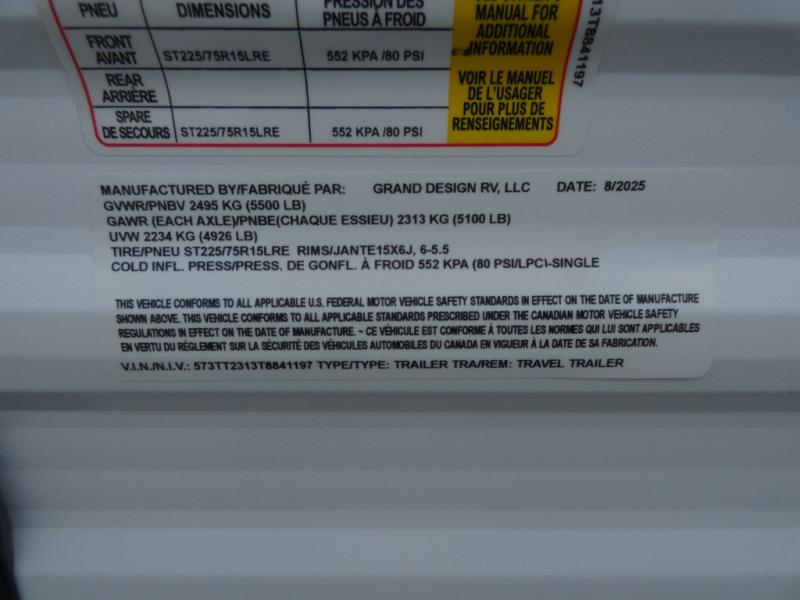 PNEU DIMENSIONS PRESSION DES
PNEUS À FROID
FRONT
AVANT ST225/75R15LRE 552 KPA /80 PSI
REAR
ARRIÈRE
SPARE
DE SECOURS ST225/75R15LRE 552 KPA /80 PSI
MANUAL FOR
ADDITIONAL
INFORMATION
VOIR LE MANUEL
DE L'USAGER
POUR PLUS DE
RENSEIGNEMENTS
13T8841197
MANUFACTURED BY/FABRIQUÉ PAR: GRAND DESIGN RV, LLC DATE: 8/2025
GVWR/PNBV 2495 KG (5500 LB)
GAWR (EACH AXLE)/PNBE(CHAQUE ESSIEU) 2313 KG (5100 LB)
UVW 2234 KG (4926 LB)
TIRE/PNEU ST225/75R15LRE RIMS/JANTE15X6J, 6-5.5
COLD INFL. PRESS/PRESS. DE GONFL. À FROID 552 KPA (80 PSI/LPC)-SINGLE
THIS VEHICLE CONFORMS TO ALL APPLICABLE U.S. FEDERAL MOTOR VEHICLE SAFETY STANDARDS IN EFFECT ON THE DATE OF MANUFACTURE
SHOWN ABOVE. THIS VEHICLE CONFORMS TO ALL APPLICABLE STANDARDS PRESCRIBED UNDER THE CANADIAN MOTOR VEHICLE SAFETY
REGULATIONS IN EFFECT ON THE DATE OF MANUFACTURE. - CE VÉHICULE EST CONFORME À TOUTES LES NORMES QUI LUI SONT APPLICABLES
EN VERTU DU RÉGLEMENT SUR LA SÉCURITÉ DES VÉHICULES AUTOMOBILES DU CANADA EN VIGUEUR À LA DATE DE SA FABRICATION.
V.I.N./N.I.V.: 573TT2313T8841197 TYPE/TYPE: TRAILER TRA/REM: TRAVEL TRAILER